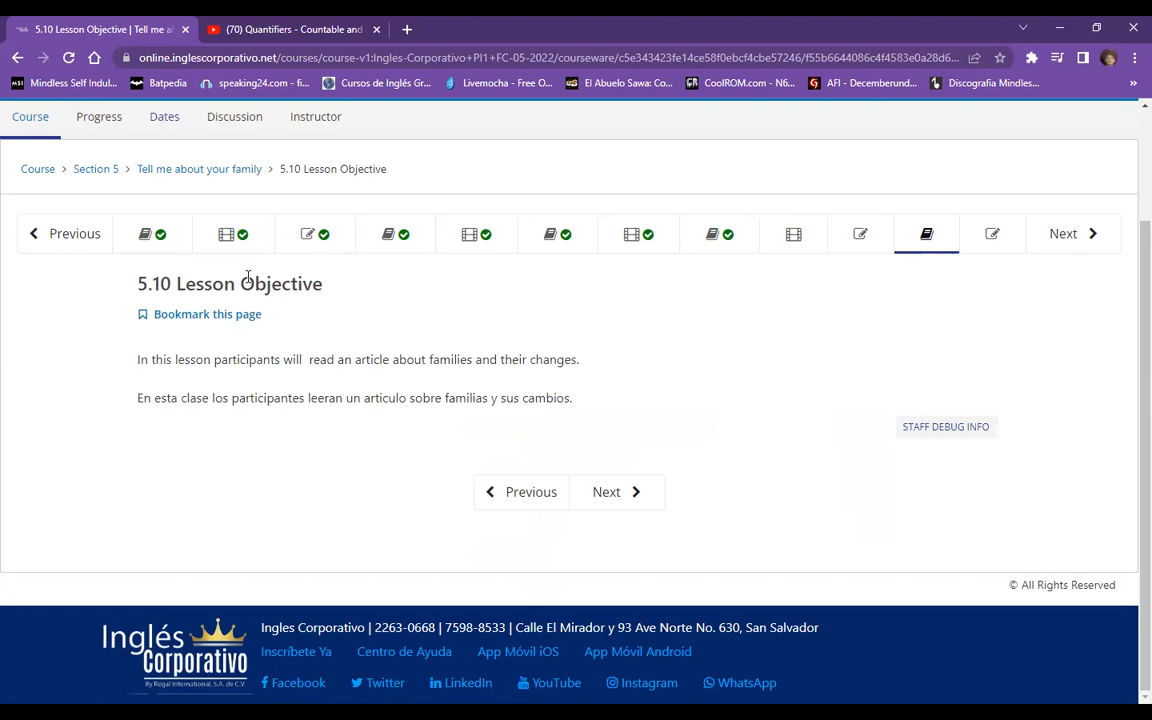 5.10 Lesson Objective | Tell me a
(70) Quantifiers - Countable and
online.inglescorporativo.net/courses/course-v1:Ingles-Corporativo+PI1+FC-05-2022/courseware/c5e343423fe14ce58f0ebcf4cbe57246/f55b6644086c4f4583e0a28d6...
Mindless Self Indul... Batpedia speaking24.com - fi... Cursos de Inglés Gr... Livemocha - Free O... El Abuelo Sawa: Co... CoolROM.com - N6... AFI - Decemberund... Discografia Mindles... »
Course Progress Dates Discussion Instructor
Course > Section 5 > Tell me about your family > 5.10 Lesson Objective
Previous Next
5.10 Lesson Objective
Bookmark this page
In this lesson participants will read an article about families and their changes.
En esta clase los participantes leeran un articulo sobre familias y sus cambios.
STAFF DEBUG INFO
Previous Next
© All Rights Reserved
Inglés Corporativo
By Regal International, S.A. de C.V.
Ingles Corporativo | 2263-0668 | 7598-8533 | Calle El Mirador y 93 Ave Norte No. 630, San Salvador
Inscríbete Ya Centro de Ayuda App Móvil iOS App Móvil Android
Facebook Twitter LinkedIn YouTube Instagram WhatsApp